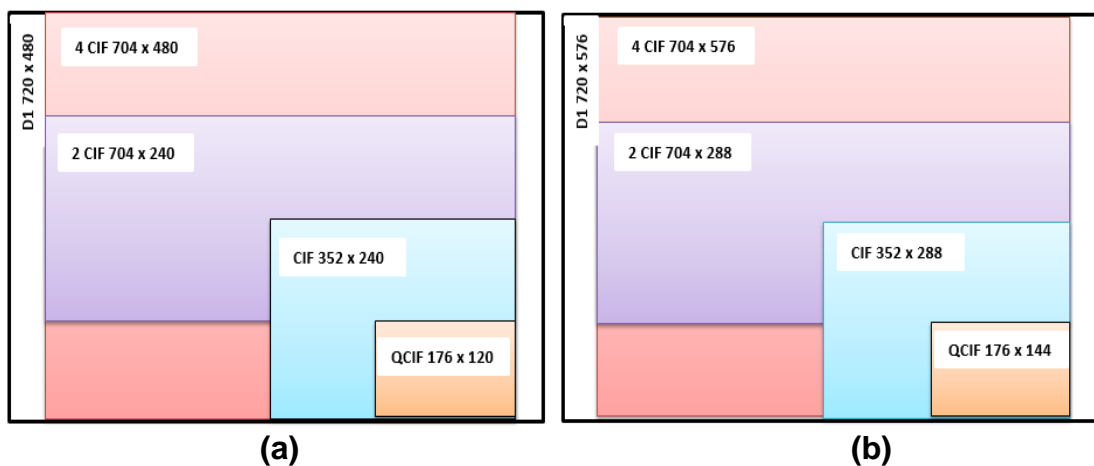 D1 720 x 480
4 CIF 704 x 480
2 CIF 704 x 240
CIF 352 x 240
QCIF 176 x 120
(a)
D1 720 x 576
4 CIF 704 x 576
2 CIF 704 x 288
CIF 352 x 288
QCIF 176 x 144
(b)